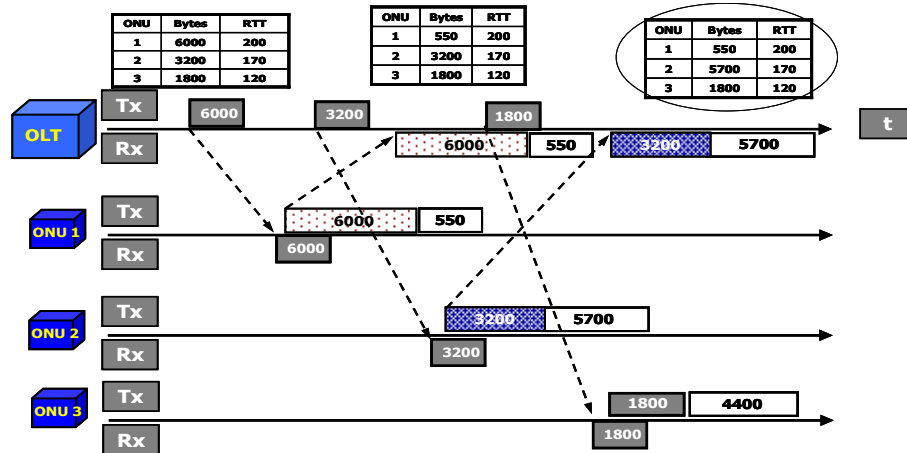 ONU Bytes RTT
1 6000 200
2 3200 170
3 1800 120
ONU Bytes RTT
1 550 200
2 3200 170
3 1800 120
ONU Bytes RTT
1 550 200
2 5700 170
3 1800 120
OLT
Tx
6000
3200
1800
t
Rx
6000
550
3200
5700
ONU 1
Tx
6000
550
Rx
6000
ONU 2
Tx
3200
5700
Rx
3200
ONU 3
Tx
1800
4400
Rx
1800